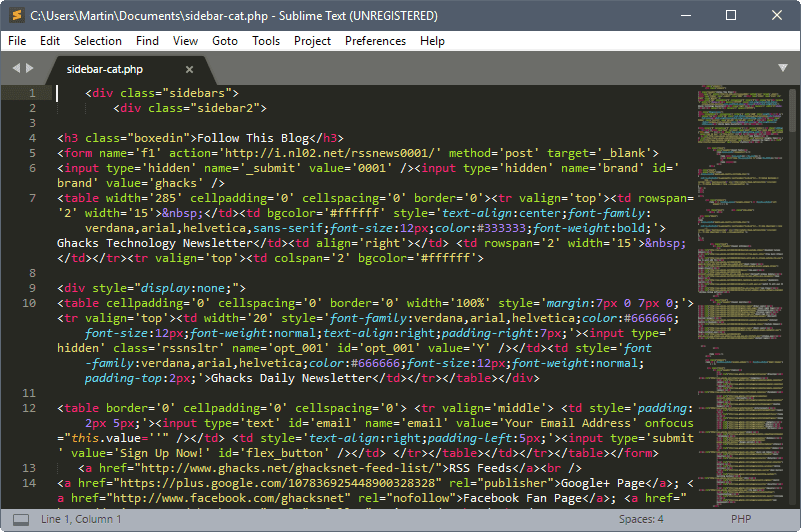 C:\Users\Martin\Documents\sidebar-cat.php - Sublime Text (UNREGISTERED)
File Edit Selection Find View Goto Tools Project Preferences Help
sidebar-cat.php
1 <div class="sidebars">
2 <div class="sidebar2">
3
4 <h3 class="boxedin">Follow This Blog</h3>
5 <form name='f1' action='http://i.nl02.net/rssnews0001/' method='post' target='_blank'>
6 <input type='hidden' name='_submit' value='0001' /><input type='hidden' name='brand' id='
brand' value='ghacks' />
7 <table width='285' cellpadding='0' cellspacing='0' border='0'><tr valign='top'><td rowspan=
'2' width='15'>&nbsp;</td><td bgcolor='#ffffff' style='text-align:center;font-family:
verdana,arial,helvetica,sans-serif;font-size:12px;color:#333333;font-weight:bold;'>
Ghacks Technology Newsletter</td><td align='right'></td> <td rowspan='2' width='15'>&nbsp;
</td></tr><tr valign='top'><td colspan='2' bgcolor='#ffffff'>
8
9 <div style="display:none;">
10 <table cellpadding='0' cellspacing='0' border='0' width='100%' style='margin:7px 0 7px 0;'>
<tr valign='top'><td width='20' style='font-family:verdana,arial,helvetica;color:#666666;
font-size:12px;font-weight:normal;text-align:right;padding-right:7px;'><input type='
hidden' class='rssnsltr' name='opt_001' id='opt_001' value='Y' /></td><td style='font
-family:verdana,arial,helvetica;color:#666666;font-size:12px;font-weight:normal;
padding-top:2px;'>Ghacks Daily Newsletter</td></tr></table></div>
11
12 <table border='0' cellpadding='0' cellspacing='0'> <tr valign='middle'> <td style='padding:
2px 5px;'><input type='text' id='email' name='email' value='Your Email Address' onfocus
="this.value=''" /></td> <td style='text-align:right;padding-left:5px;'><input type='submit
' value='Sign Up Now!' id='flex_button' /></td> </tr></table></td></tr></table></form>
13 <a href="http://www.ghacks.net/ghacksnet-feed-list/">RSS Feeds</a><br />
14 <a href="https://plus.google.com/107836925448900328328" rel="publisher">Google+ Page</a>; <
a href="http://www.facebook.com/ghacksnet" rel="nofollow">Facebook Fan Page</a>; <a href="
Line 1, Column 1 Spaces: 4 PHP